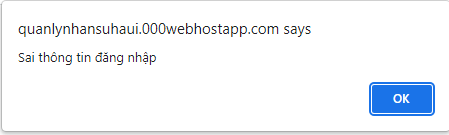 quanlynhansuhaui.000webhostapp.com says
Sai thông tin đăng nhập
OK